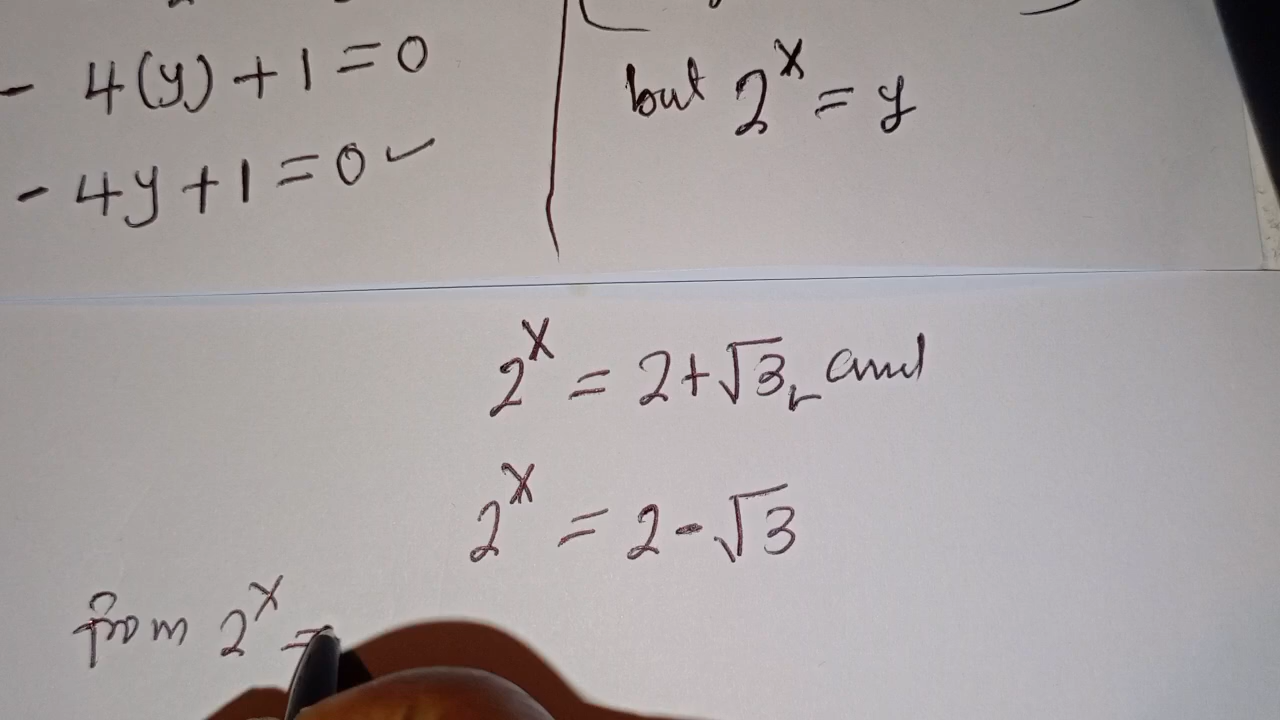 - 4(y) + 1 = 0
- 4y + 1 = 0 ✓
but 2^x = y
2^x = 2 + √3, and
2^x = 2 - √3
from 2^x =